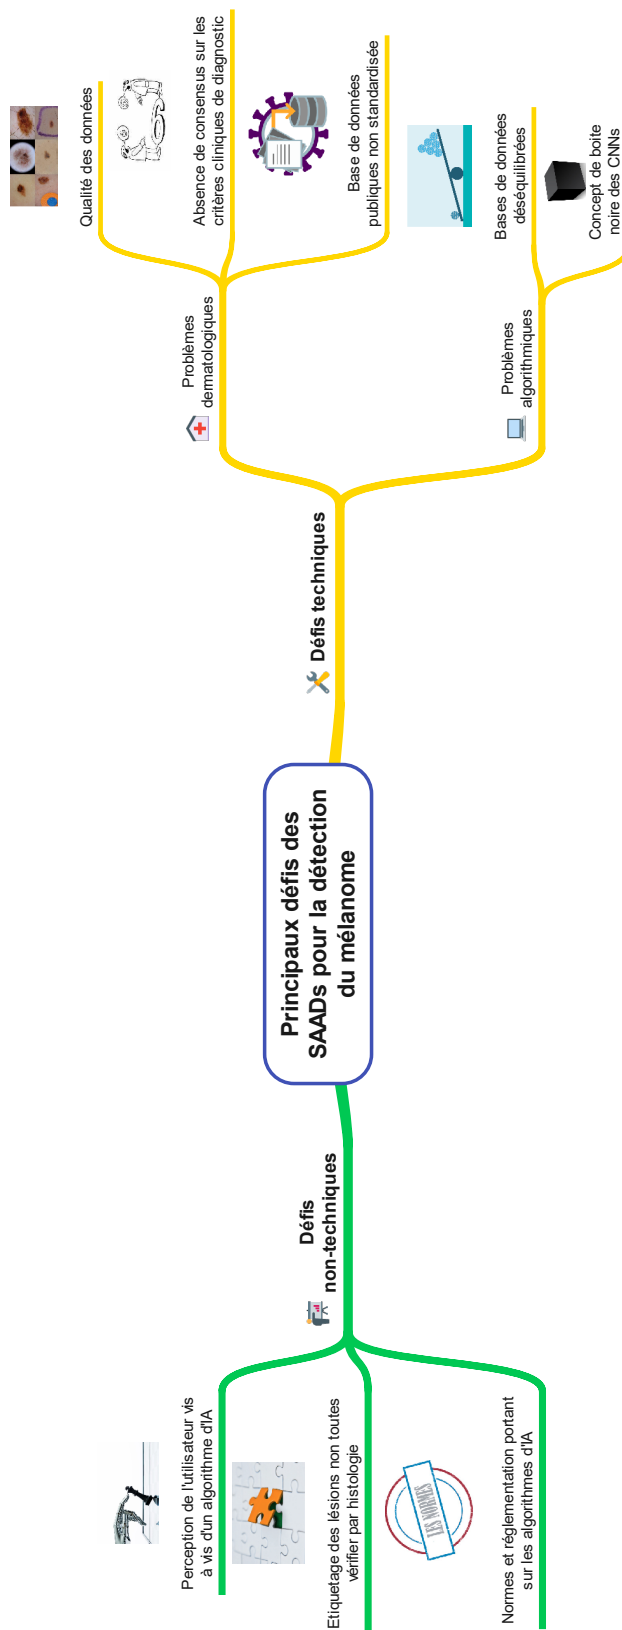 Principaux défis des
SAADs pour la détection
du mélanome
Défis techniques
Problèmes
dermatologiques
Qualité des données
Absence de consensus sur les
critères cliniques de diagnostic
Base de données
publiques non standardisée
Problèmes
algorithmiques
Bases de données
déséquilibrées
Concept de boite
noire des CNNs
Défis
non-techniques
Perception de l'utilisateur vis
à vis d'un algorithme d'IA
Etiquetage des lésions non toutes
vérifier par histologie
LES NORMES
Normes et réglementation portant
sur les algorithmes d'IA